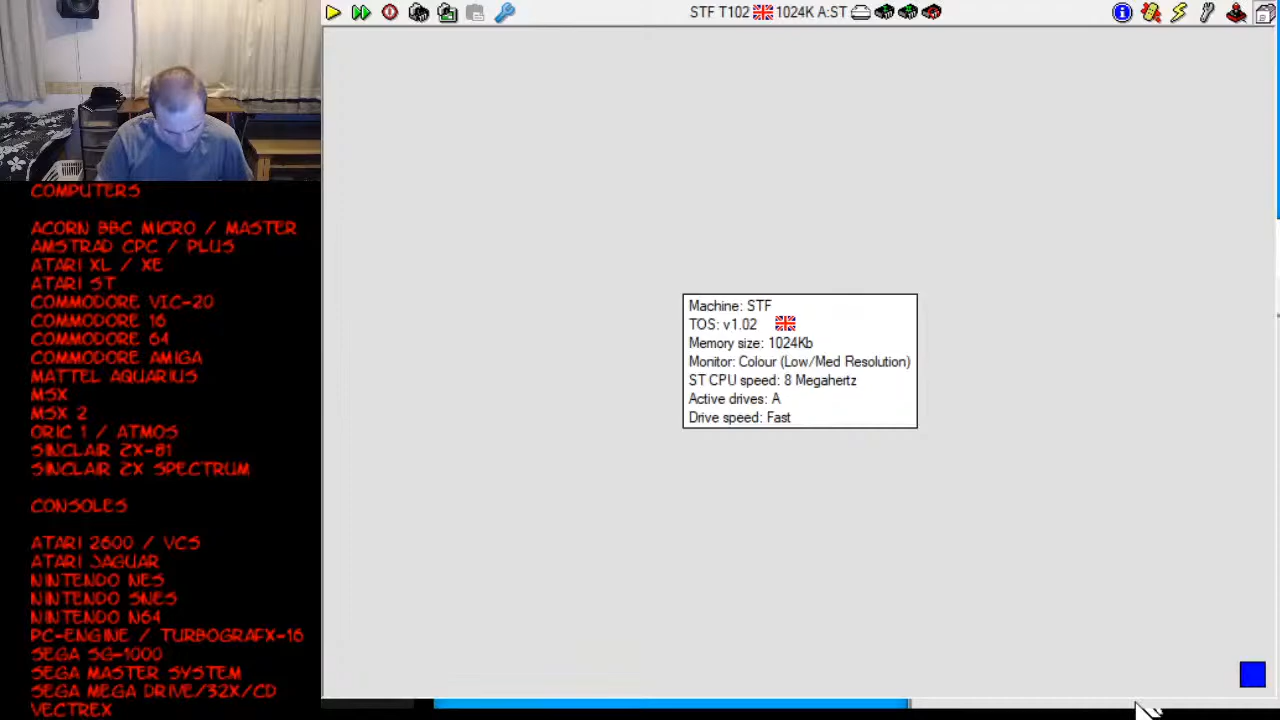 STF T102 1024K A:ST
COMPUTERS
ACORN BBC MICRO / MASTER
AMSTRAD CPC / PLUS
ATARI XL / XE
ATARI ST
COMMODORE VIC-20
COMMODORE 16
COMMODORE 64
COMMODORE AMIGA
MATTEL AQUARIUS
MSX
MSX 2
ORIC 1 / ATMOS
SINCLAIR ZX-81
SINCLAIR ZX SPECTRUM
CONSOLES
ATARI 2600 / VCS
ATARI JAGUAR
NINTENDO NES
NINTENDO SNES
NINTENDO N64
PC-ENGINE / TURBOGRAFX-16
SEGA SG-1000
SEGA MASTER SYSTEM
SEGA MEGA DRIVE/32X/CD
VECTREX
Machine: STF
TOS: v1.02
Memory size: 1024Kb
Monitor: Colour (Low/Med Resolution)
ST CPU speed: 8 Megahertz
Active drives: A
Drive speed: Fast